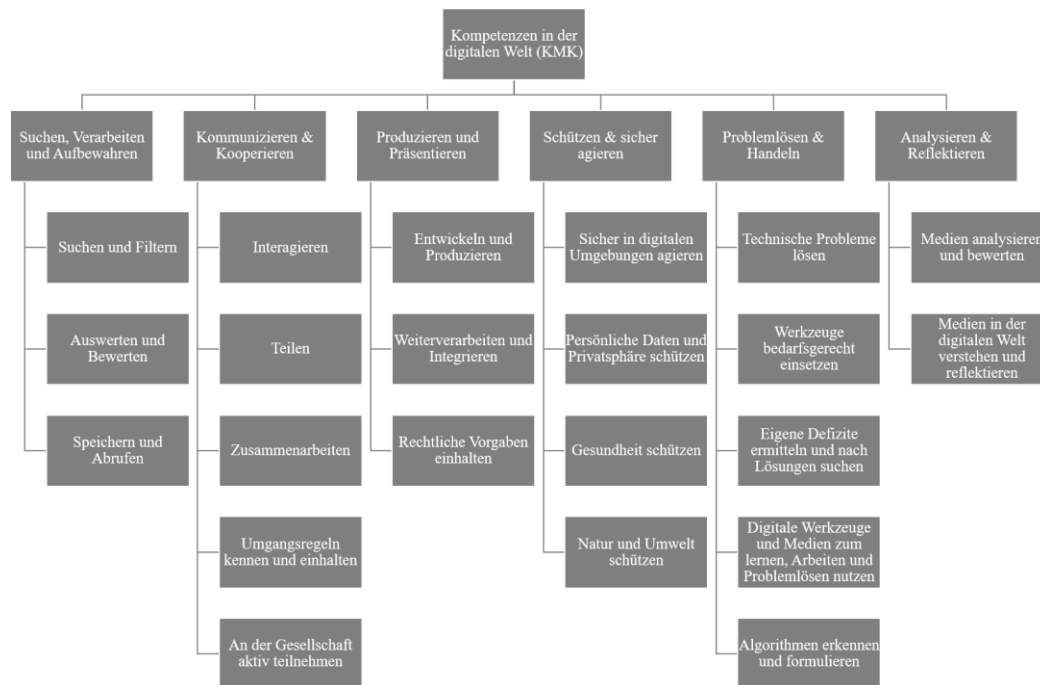 Kompetenzen in der
digitalen Welt (KMK)
Suchen, Verarbeiten
und Aufbewahren
Suchen und Filtern
Auswerten und
Bewerten
Speichern und
Abrufen
Kommunizieren &
Kooperieren
Interagieren
Teilen
Zusammenarbeiten
Umgangsregeln
kennen und einhalten
An der Gesellschaft
aktiv teilnehmen
Produzieren und
Präsentieren
Entwickeln und
Produzieren
Weiterverarbeiten und
Integrieren
Rechtliche Vorgaben
einhalten
Schützen & sicher
agieren
Sicher in digitalen
Umgebungen agieren
Persönliche Daten und
Privatsphäre schützen
Gesundheit schützen
Natur und Umwelt
schützen
Problemlösen &
Handeln
Technische Probleme
lösen
Werkzeuge
bedarfsgerecht
einsetzen
Eigene Defizite
ermitteln und nach
Lösungen suchen
Digitale Werkzeuge
und Medien zum
lernen, Arbeiten und
Problemlösen nutzen
Algorithmen erkennen
und formulieren
Analysieren &
Reflektieren
Medien analysieren
und bewerten
Medien in der
digitalen Welt
verstehen und
reflektieren